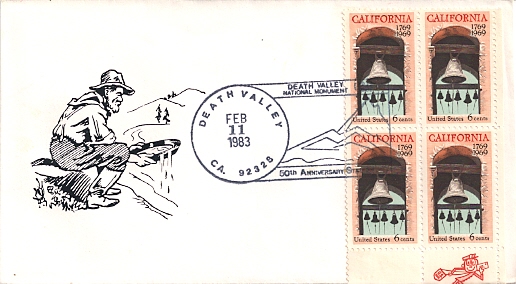 DEATH VALLEY
FEB
11
1983
CA. 92328
DEATH VALLEY
NATIONAL MONUMENT
50TH ANNIVERSARY
CALIFORNIA
1769
1969
United States 6 cents
CALIFORNIA
1769
1969
United States 6 cents
CALIFORNIA
1769
1969
United States 6 cents
CALIFORNIA
1769
1969
United States 6 cents